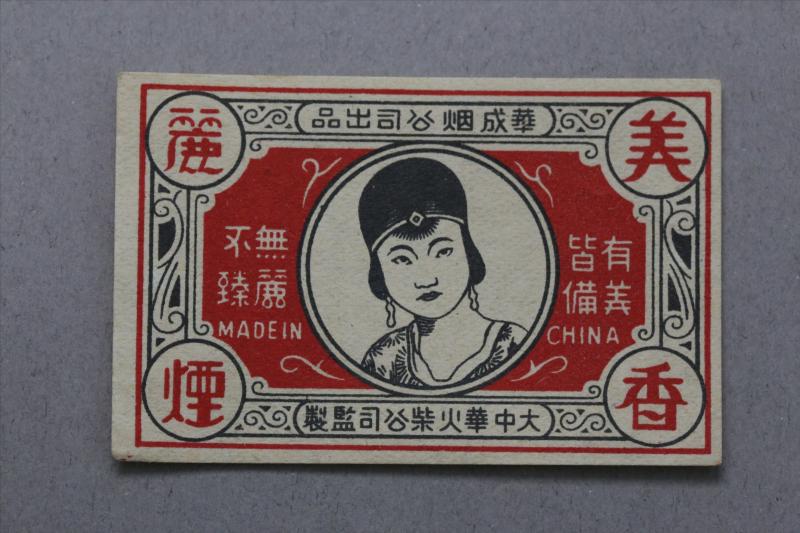 華成烟公司出品
美麗
有美
皆備
無麗
不臻
MADE IN CHINA
香煙
大中華火柴公司監製